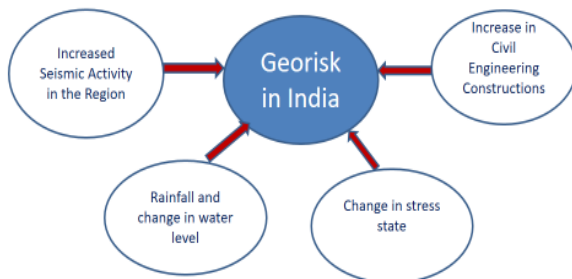 Increased
Seismic Activity
in the Region
Georisk
in India
Increase in
Civil
Engineering
Constructions
Rainfall and
change in water
level
Change in stress
state